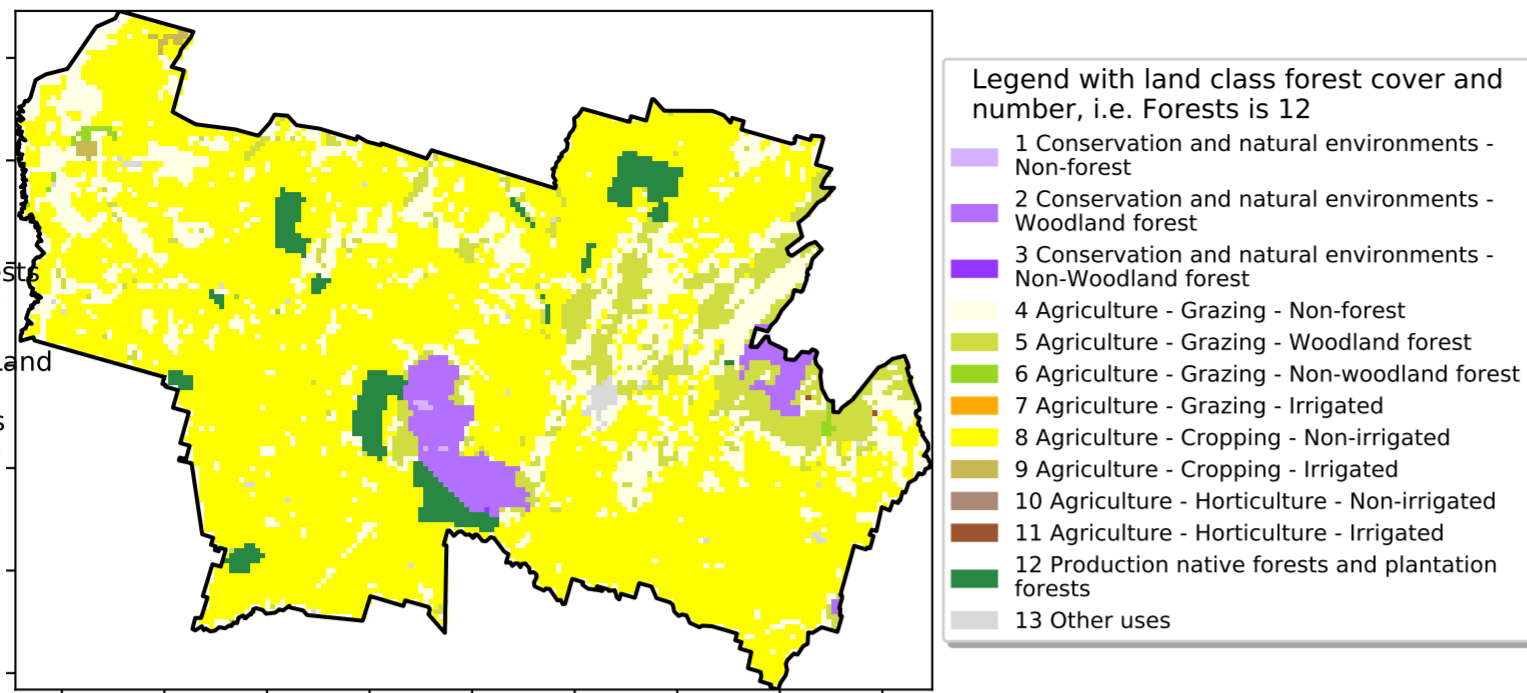 sts
and
s
Legend with land class forest cover and
number, i.e. Forests is 12
1 Conservation and natural environments -
Non-forest
2 Conservation and natural environments -
Woodland forest
3 Conservation and natural environments -
Non-Woodland forest
4 Agriculture - Grazing - Non-forest
5 Agriculture - Grazing - Woodland forest
6 Agriculture - Grazing - Non-woodland forest
7 Agriculture - Grazing - Irrigated
8 Agriculture - Cropping - Non-irrigated
9 Agriculture - Cropping - Irrigated
10 Agriculture - Horticulture - Non-irrigated
11 Agriculture - Horticulture - Irrigated
12 Production native forests and plantation
forests
13 Other uses